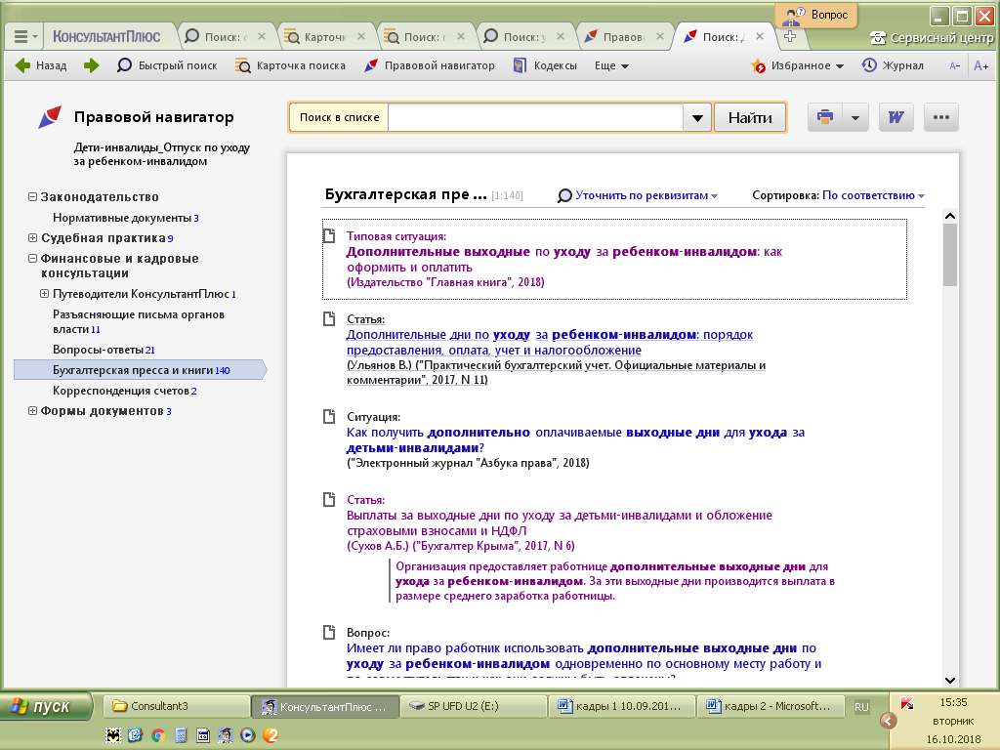 Вопрос
КонсультантПлюс
Поиск: с
Карточк
Поиск: п
Поиск: у
Правово
Поиск: Д
Сервисный центр
Назад
Быстрый поиск
Карточка поиска
Правовой навигатор
Кодексы
Еще
Избранное
Журнал
A-
A+
Правовой навигатор
Дети-инвалиды_Отпуск по уходу
за ребенком-инвалидом
Законодательство
Нормативные документы 3
Судебная практика 9
Финансовые и кадровые
консультации
Путеводители КонсультантПлюс 1
Разъясняющие письма органов
власти 11
Вопросы-ответы 21
Бухгалтерская пресса и книги 140
Корреспонденция счетов 2
Формы документов 3
Поиск в списке
Найти
W
Бухгалтерская пре ... [1:140]
Уточнить по реквизитам
Сортировка: По соответствию
Типовая ситуация:
Дополнительные выходные по уходу за ребенком-инвалидом: как
оформить и оплатить
(Издательство "Главная книга", 2018)
Статья:
Дополнительные дни по уходу за ребенком-инвалидом: порядок
предоставления, оплата, учет и налогообложение
(Ульянов В.) ("Практический бухгалтерский учет. Официальные материалы и
комментарии", 2017, N 11)
Ситуация:
Как получить дополнительно оплачиваемые выходные дни для ухода за
детьми-инвалидами?
("Электронный журнал "Азбука права", 2018)
Статья:
Выплаты за выходные дни по уходу за детьми-инвалидами и обложение
страховыми взносами и НДФЛ
(Сухов А.Б.) ("Бухгалтер Крыма", 2017, N 6)
Организация предоставляет работнице дополнительные выходные дни для
ухода за ребенком-инвалидом. За эти выходные дни производится выплата в
размере среднего заработка работницы.
Вопрос:
Имеет ли право работник использовать дополнительные выходные дни по
уходу за ребенком-инвалидом одновременно по основному месту работу и
пуск
Consultant3
КонсультантПлюс ...
SP UFD U2 (E:)
кадры 1 10.09.201...
кадры 2 - Microsoft...
RU
15:35
вторник
16.10.2018